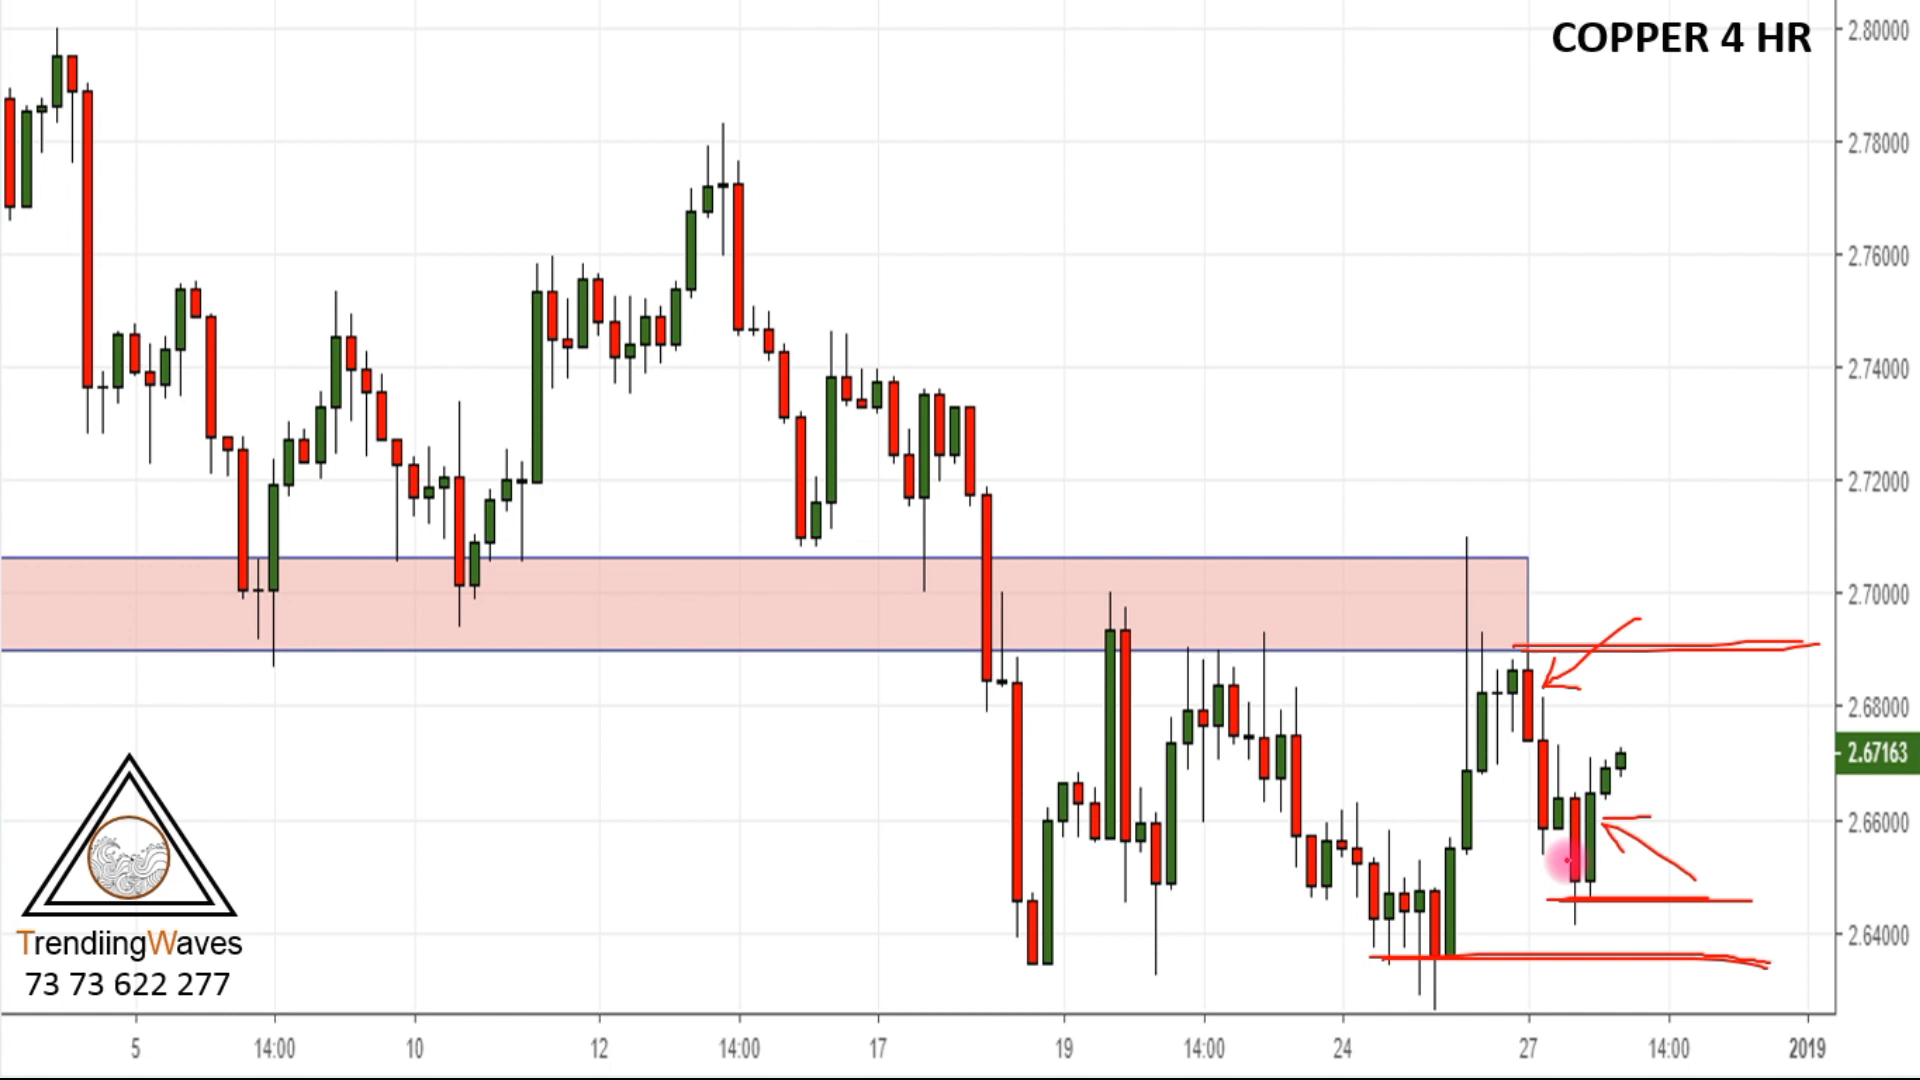 COPPER 4 HR
2.80000
2.78000
2.76000
2.74000
2.72000
2.70000
2.68000
2.67163
2.66000
2.64000
TrendiingWaves
73 73 622 277
5 14:00 10 12 14:00 17 19 14:00 24 27 14:00 2019